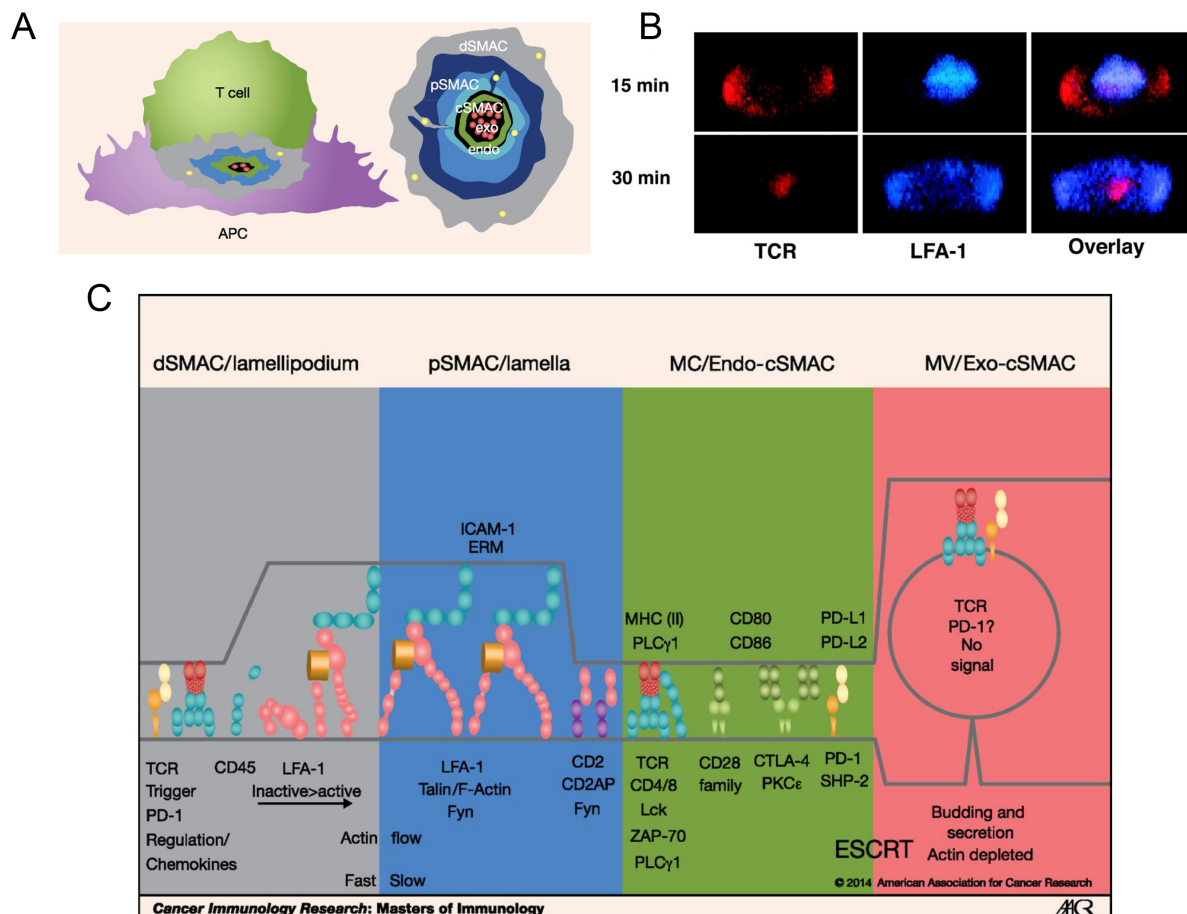 A
T cell
APC
dSMAC
pSMAC
cSMAC
exo
endo
B
15 min
30 min
TCR
LFA-1
Overlay
C
dSMAC/lamellipodium
pSMAC/lamella
MC/Endo-cSMAC
MV/Exo-cSMAC
ICAM-1
ERM
MHC (II)
PLCγ1
CD80
CD86
PD-L1
PD-L2
TCR
PD-1?
No
signal
TCR
Trigger
PD-1
Regulation/
Chemokines
CD45
LFA-1
Inactive>active
Actin flow
Fast Slow
LFA-1
Talin/F-Actin
Fyn
CD2
CD2AP
Fyn
TCR
CD4/8
Lck
ZAP-70
PLCγ1
CD28
family
CTLA-4
PKCε
PD-1
SHP-2
ESCRT
Budding and
secretion
Actin depleted
© 2014 American Association for Cancer Research
Cancer Immunology Research: Masters of Immunology
AACR